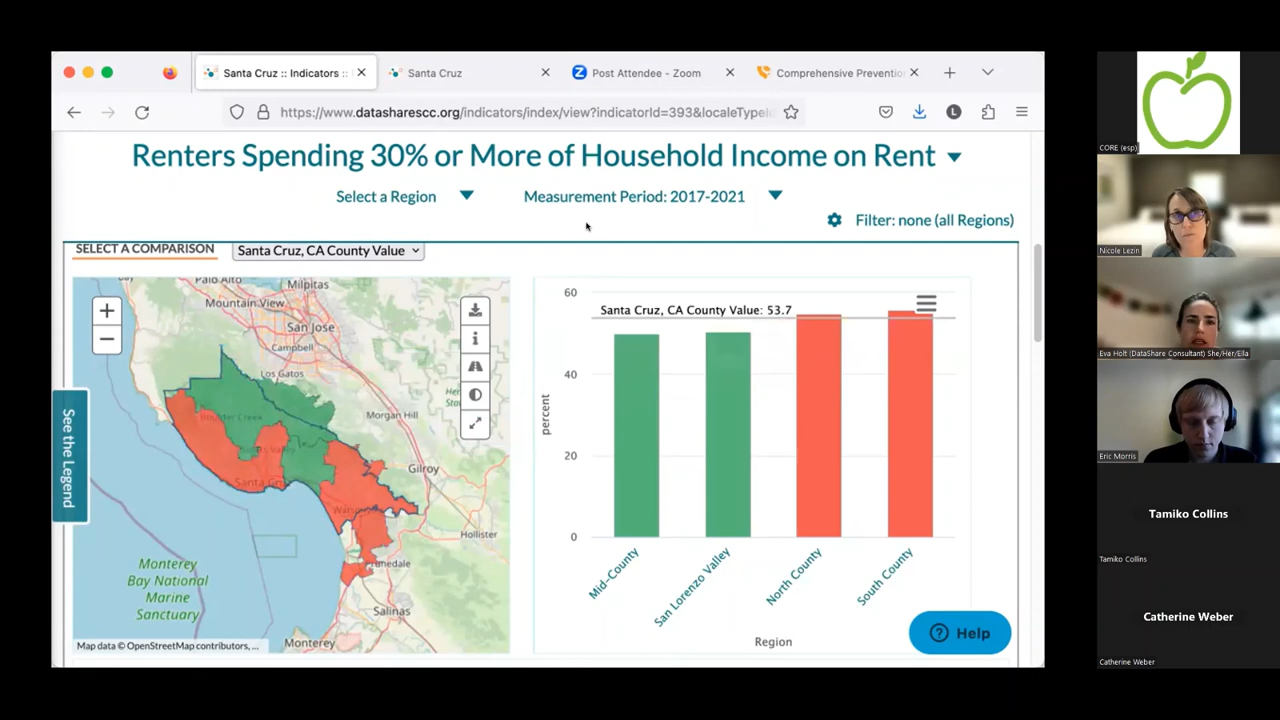 Santa Cruz :: Indicators ::
Santa Cruz
Post Attendee - Zoom
Comprehensive Preventio
https://www.datasharescc.org/indicators/index/view?indicatorId=393&localeTypeI
L
Renters Spending 30% or More of Household Income on Rent
Select a Region
Measurement Period: 2017-2021
Filter: none (all Regions)
SELECT A COMPARISON
Santa Cruz, CA County Value
Palo Alto
Milpitas
Mountain View
San Jose
Campbell
Los Gatos
Morgan Hill
Boulder Creek
Gilroy
Hollister
Salinas
Monterey
Monterey
Bay National
Marine
Sanctuary
Map data © OpenStreetMap contributors, ...
See the Legend
60
Santa Cruz, CA County Value: 53.7
40
percent
20
0
Mid-County
San Lorenzo Valley
North County
South County
Region
Help
CORE (esp)
Nicole Lezin
Eva Holt (DataShare Consultant) She/Her/Ella
Eric Morris
Tamiko Collins
Tamiko Collins
Catherine Weber
Catherine Weber